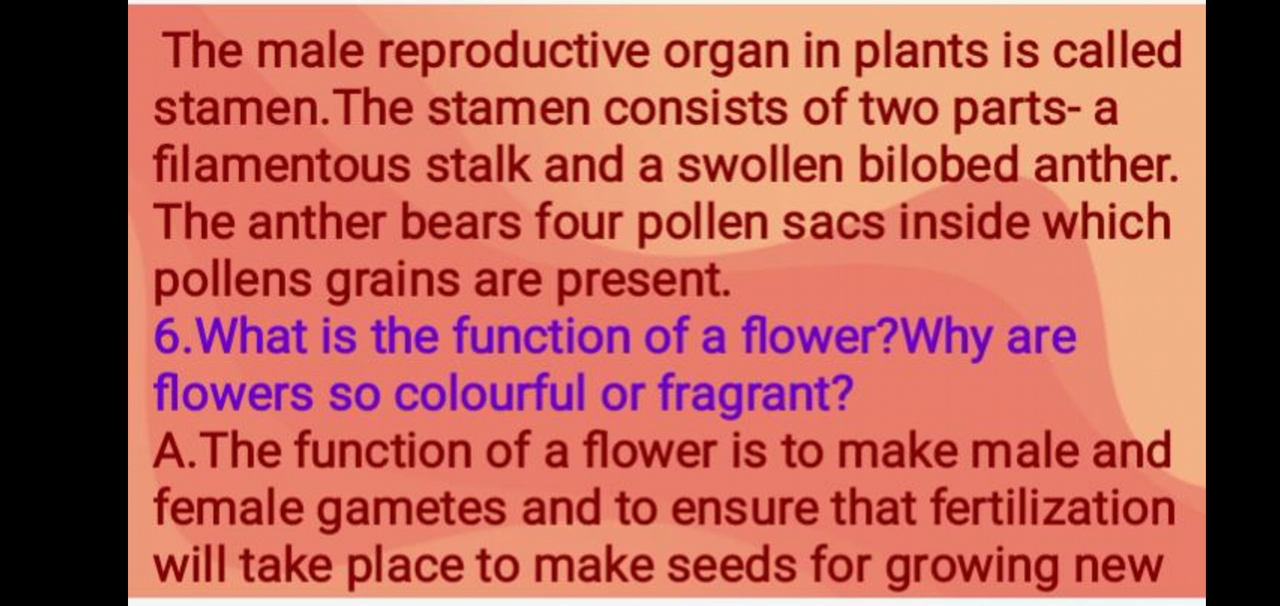 The male reproductive organ in plants is called
stamen.The stamen consists of two parts- a
filamentous stalk and a swollen bilobed anther.
The anther bears four pollen sacs inside which
pollens grains are present.
6.What is the function of a flower?Why are
flowers so colourful or fragrant?
A.The function of a flower is to make male and
female gametes and to ensure that fertilization
will take place to make seeds for growing new